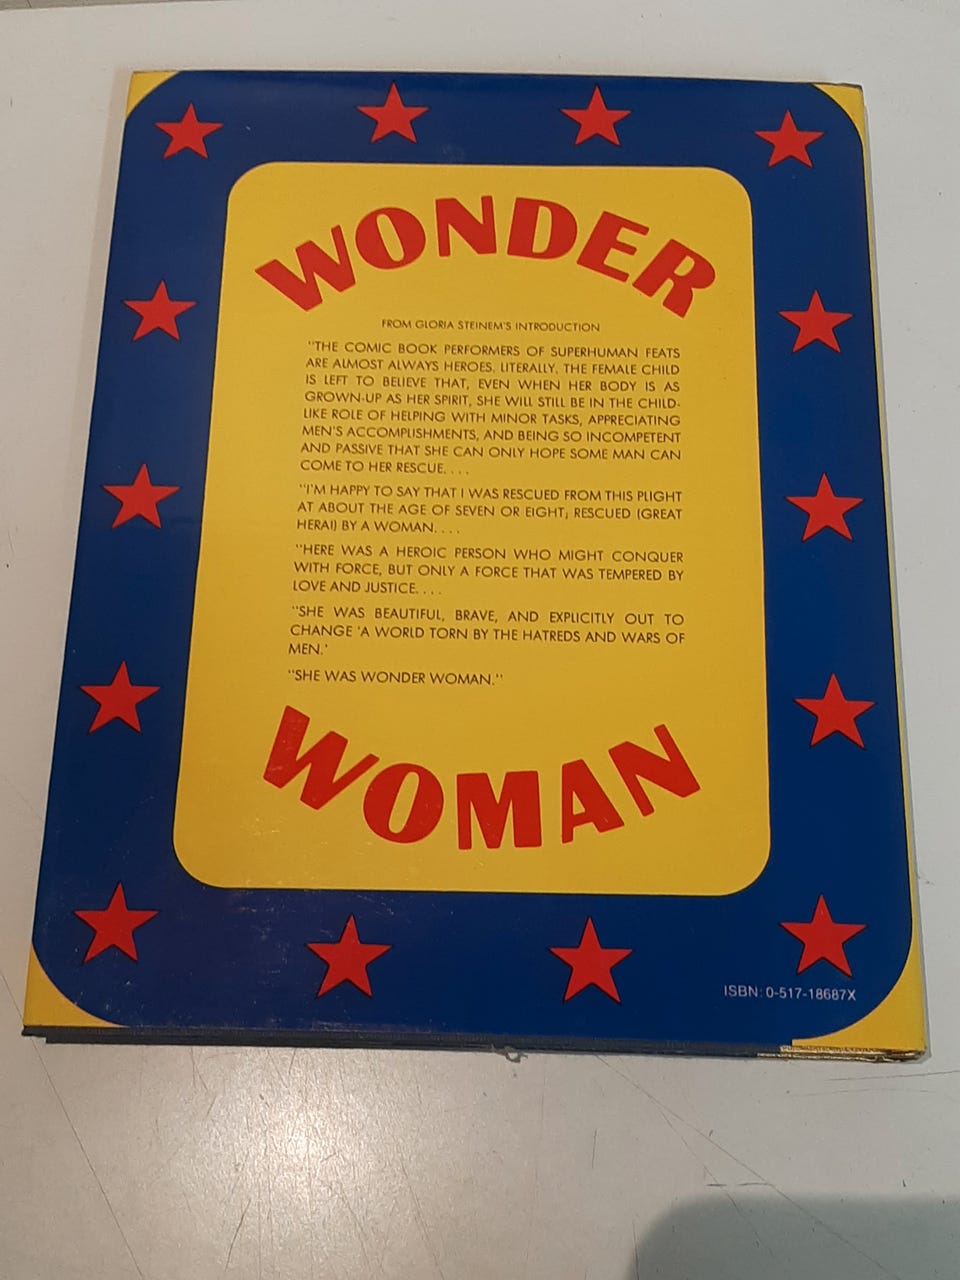 WONDER
FROM GLORIA STEINEM'S INTRODUCTION
"THE COMIC BOOK PERFORMERS OF SUPERHUMAN FEATS
ARE ALMOST ALWAYS HEROES. LITERALLY, THE FEMALE CHILD
IS LEFT TO BELIEVE THAT, EVEN WHEN HER BODY IS AS
GROWN-UP AS HER SPIRIT, SHE WILL STILL BE IN THE CHILD-
LIKE ROLE OF HELPING WITH MINOR TASKS, APPRECIATING
MEN'S ACCOMPLISHMENTS, AND BEING SO INCOMPETENT
AND PASSIVE THAT SHE CAN ONLY HOPE SOME MAN CAN
COME TO HER RESCUE. . . .
"I'M HAPPY TO SAY THAT I WAS RESCUED FROM THIS PLIGHT
AT ABOUT THE AGE OF SEVEN OR EIGHT; RESCUED (GREAT
HERA!) BY A WOMAN. . . .
"HERE WAS A HEROIC PERSON WHO MIGHT CONQUER
WITH FORCE, BUT ONLY A FORCE THAT WAS TEMPERED BY
LOVE AND JUSTICE. . . .
"SHE WAS BEAUTIFUL, BRAVE, AND EXPLICITLY OUT TO
CHANGE 'A WORLD TORN BY THE HATREDS AND WARS OF
MEN.'
"SHE WAS WONDER WOMAN."
WOMAN
ISBN: 0-517-18687X